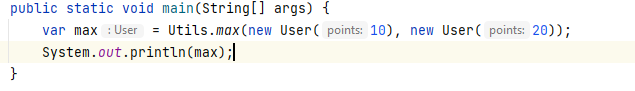 public static void main(String[] args) {
var max : User = Utils.max(new User( points: 10), new User( points: 20));
System.out.println(max);
}